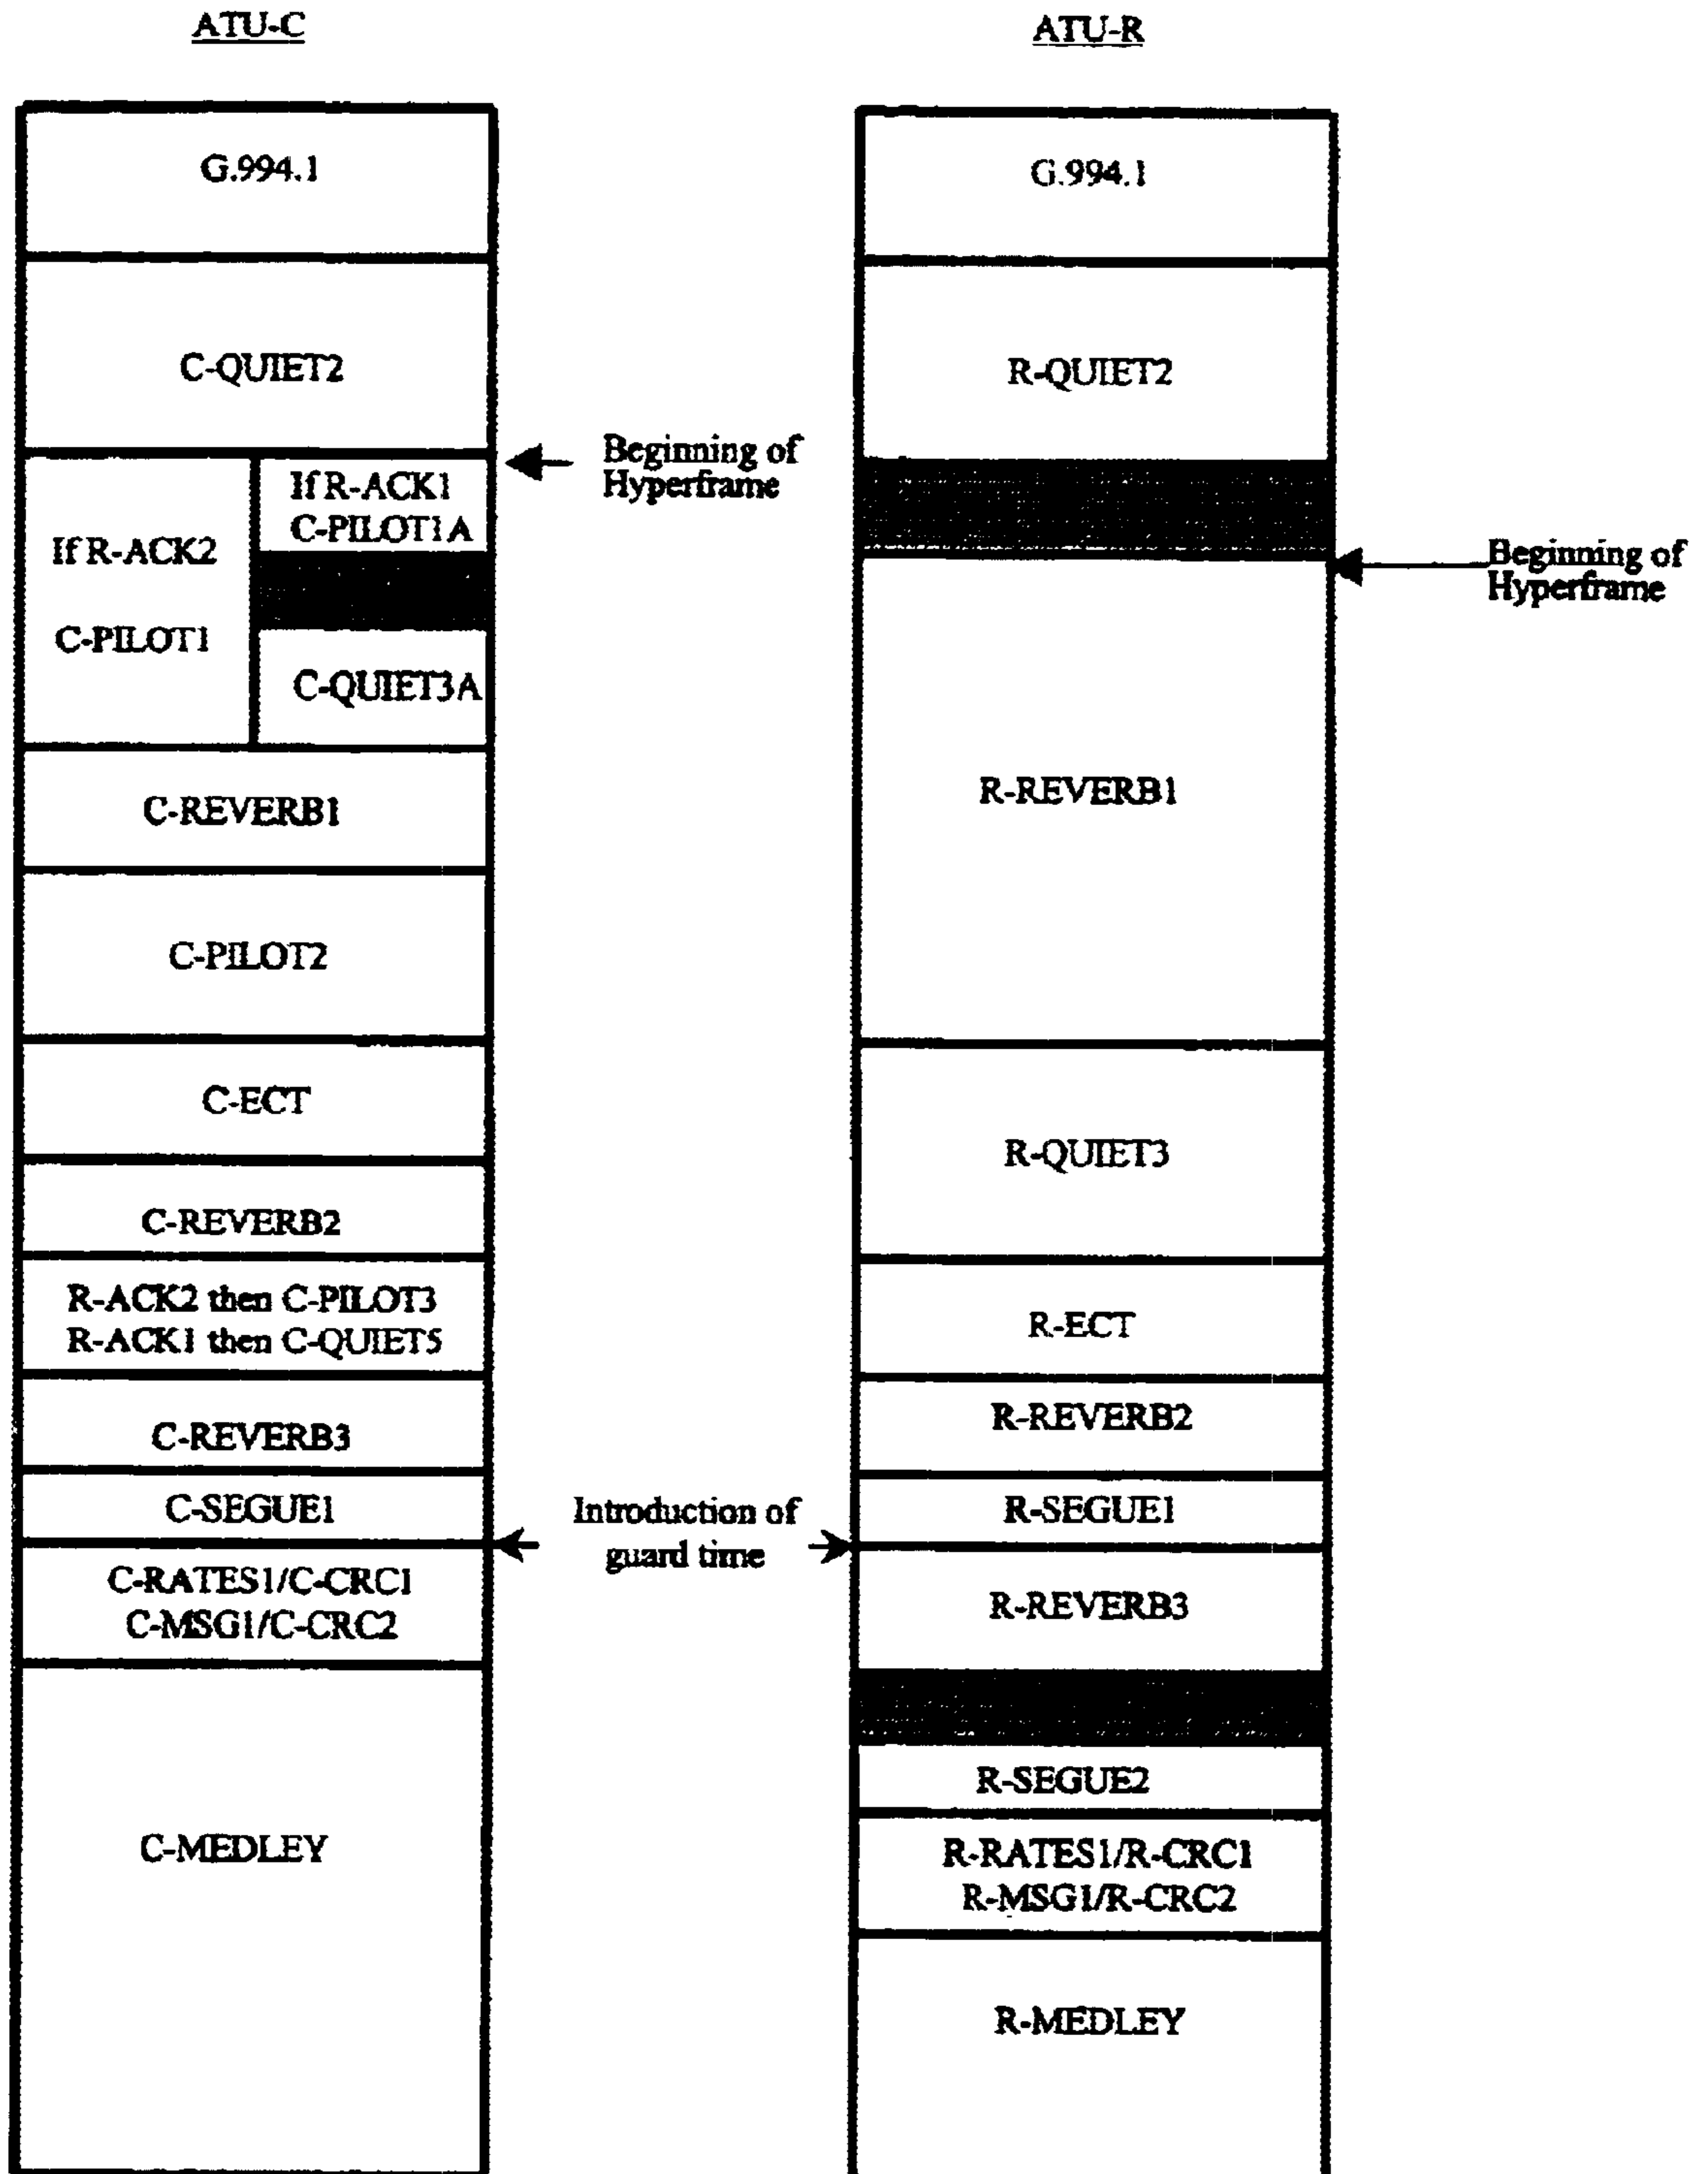 ATU-C
G.994.1
C-QUIET2
If R-ACK2
C-PILOT1
If R-ACK1
C-PILOT1A
C-QUIET3A
C-REVERB1
C-PILOT2
C-ECT
C-REVERB2
R-ACK2 then C-PILOT3
R-ACK1 then C-QUIET5
C-REVERB3
C-SEGUE1
C-RATES1/C-CRC1
C-MSG1/C-CRC2
C-MEDLEY
Beginning of
Hyperframe
Introduction of
guard time
ATU-R
G.994.1
R-QUIET2
R-REVERB1
R-QUIET3
R-ECT
R-REVERB2
R-SEGUE1
R-REVERB3
R-SEGUE2
R-RATES1/R-CRC1
R-MSG1/R-CRC2
R-MEDLEY
Beginning of
Hyperframe